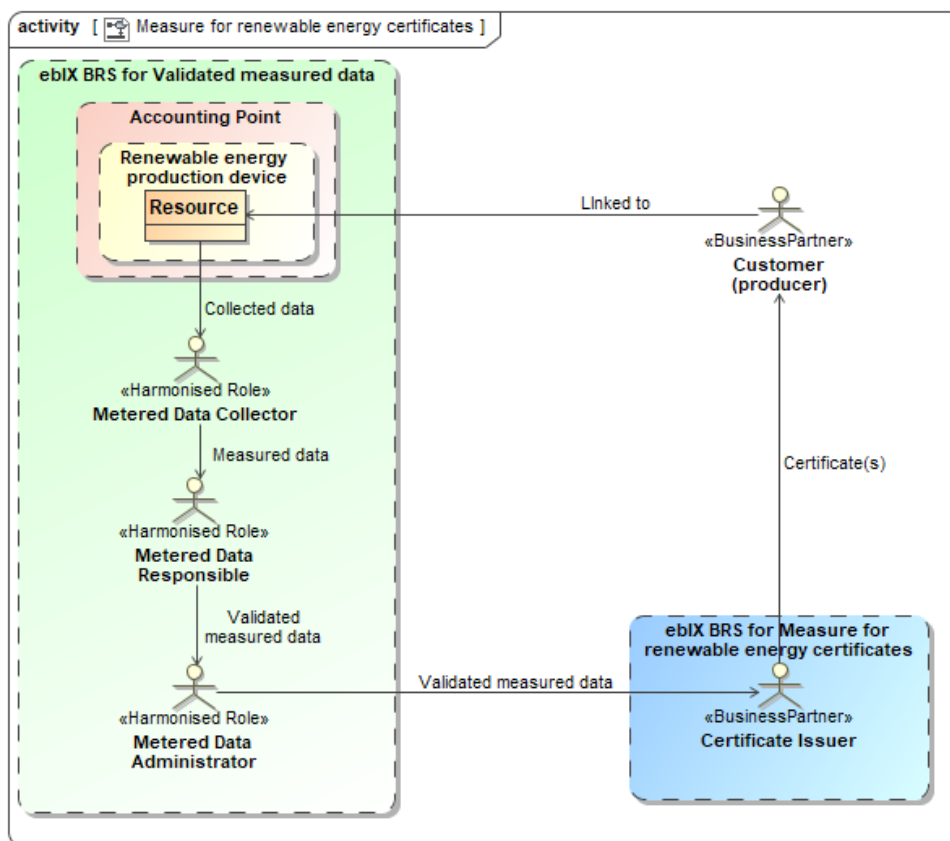 activity [ Measure for renewable energy certificates ]
ebIX BRS for Validated measured data
Accounting Point
Renewable energy
production device
Resource
LInked to
«BusinessPartner»
Customer
(producer)
Collected data
«Harmonised Role»
Metered Data Collector
Measured data
Certificate(s)
«Harmonised Role»
Metered Data
Responsible
Validated
measured data
ebIX BRS for Measure for
renewable energy certificates
Validated measured data
«Harmonised Role»
Metered Data
Administrator
«BusinessPartner»
Certificate Issuer